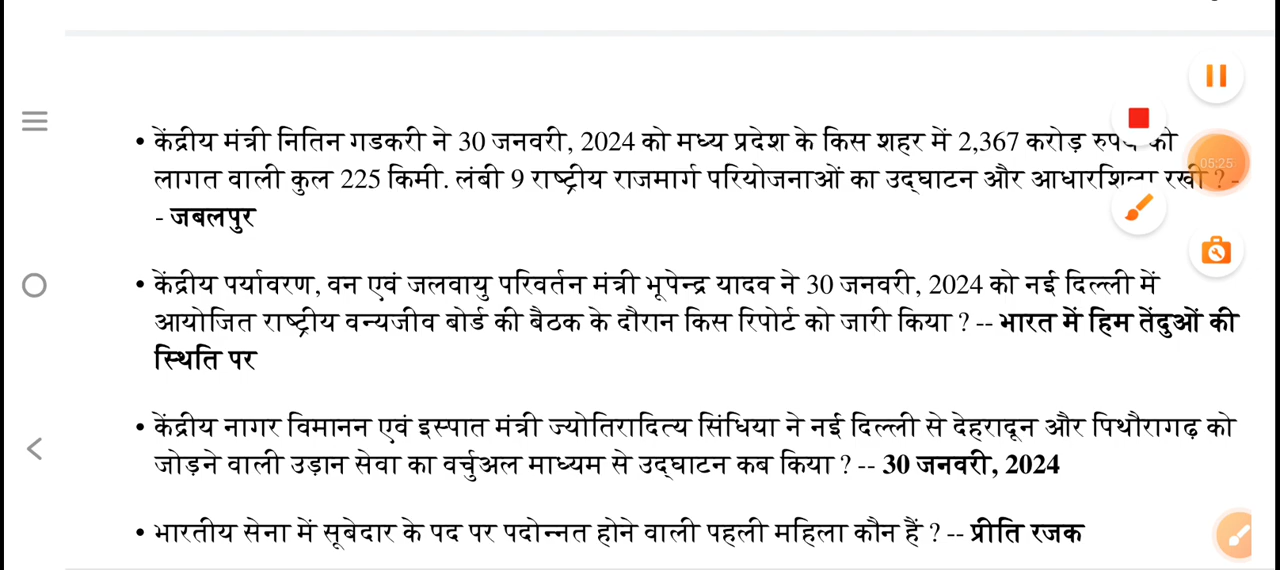 • केंद्रीय मंत्री नितिन गडकरी ने 30 जनवरी, 2024 को मध्य प्रदेश के किस शहर में 2,367 करोड़ की
05:25
लागत वाली कुल 225 किमी. लंबी 9 राष्ट्रीय राजमार्ग परियोजनाओं का उद्घाटन और रखी ? -
- जबलपुर
• केंद्रीय पर्यावरण, वन एवं जलवायु परिवर्तन मंत्री भूपेन्द्र यादव ने 30 जनवरी, 2024 को नई दिल्ली में
आयोजित राष्ट्रीय वन्यजीव बोर्ड की बैठक के दौरान किस रिपोर्ट को जारी किया ? -- भारत में हिम तेंदुओं की
स्थिति पर
• केंद्रीय नागर विमानन एवं इस्पात मंत्री ज्योतिरादित्य सिंधिया ने नई दिल्ली से देहरादून और पिथौरागढ़ को
जोड़ने वाली उड़ान सेवा का वर्चुअल माध्यम से उद्घाटन कब किया ? -- 30 जनवरी, 2024
• भारतीय सेना में सूबेदार के पद पर पदोन्नत होने वाली पहली महिला कौन हैं ? -- प्रीति रजक